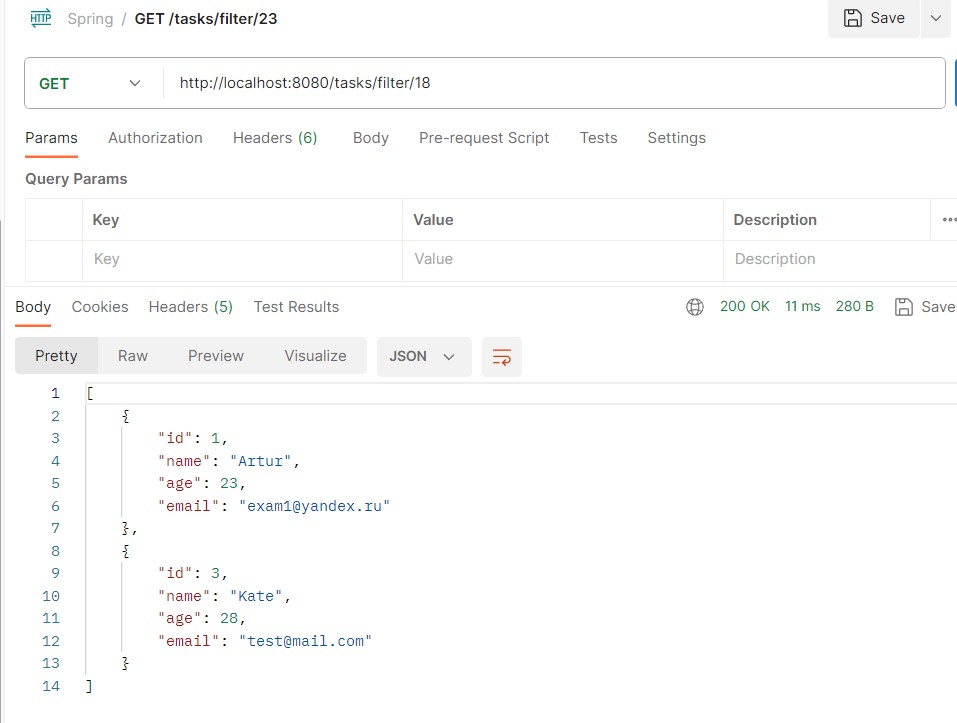 HTTP Spring / GET /tasks/filter/23 Save
GET http://localhost:8080/tasks/filter/18
Params Authorization Headers (6) Body Pre-request Script Tests Settings
Query Params
Key Value Description
Key Value Description
Body Cookies Headers (5) Test Results 200 OK 11 ms 280 B Save
Pretty Raw Preview Visualize JSON
1 [
2 {
3 "id": 1,
4 "name": "Artur",
5 "age": 23,
6 "email": "exam1@yandex.ru"
7 },
8 {
9 "id": 3,
10 "name": "Kate",
11 "age": 28,
12 "email": "test@mail.com"
13 }
14 ]